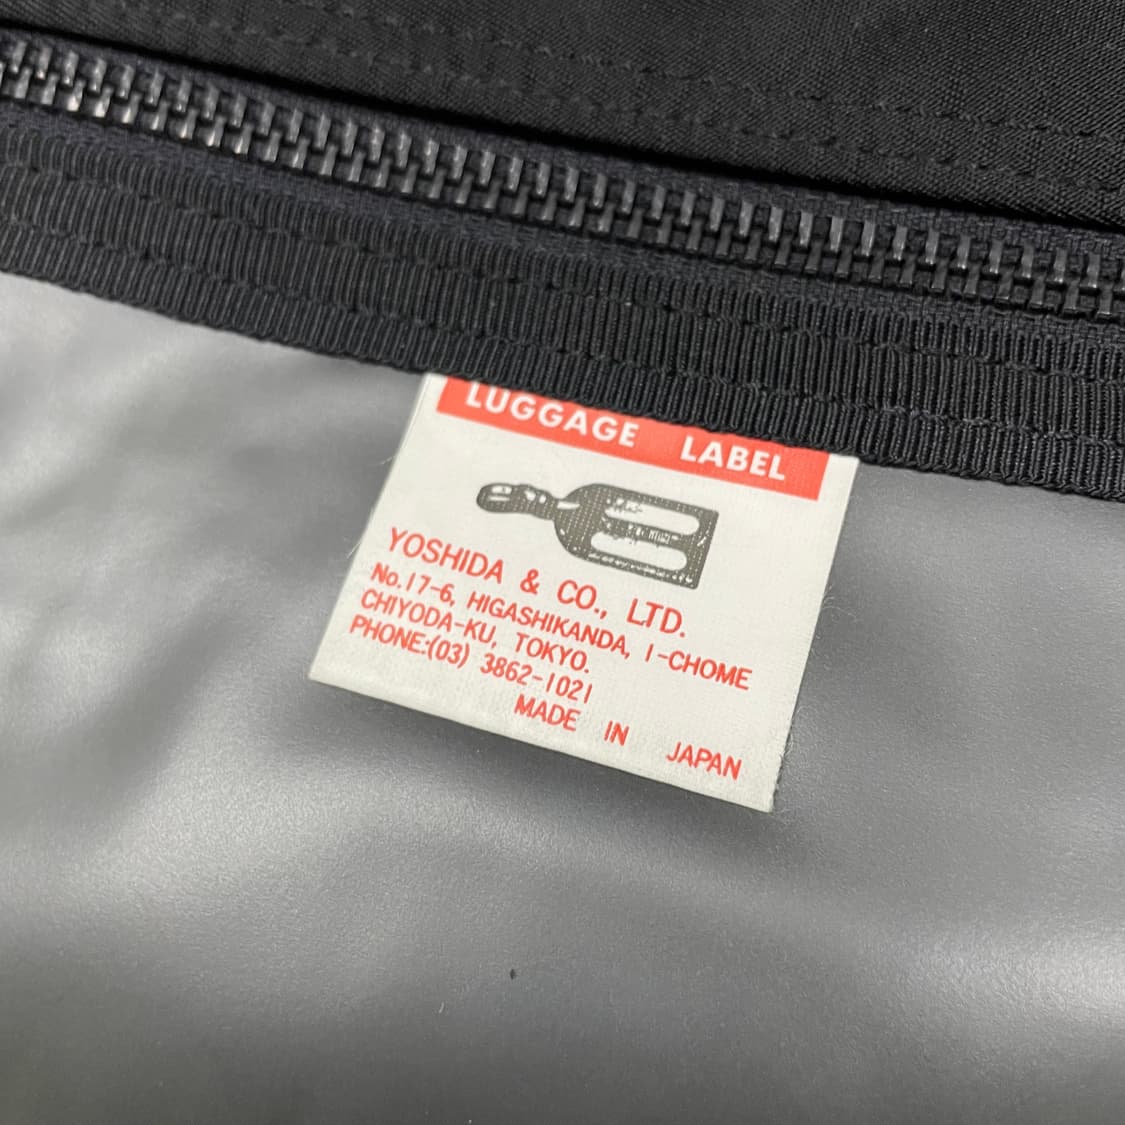 LUGGAGE LABEL
YOSHIDA & CO., LTD.
No.17-6, HIGASHIKANDA, 1-CHOME
CHIYODA-KU, TOKYO.
PHONE:(03) 3862-1021
MADE IN JAPAN